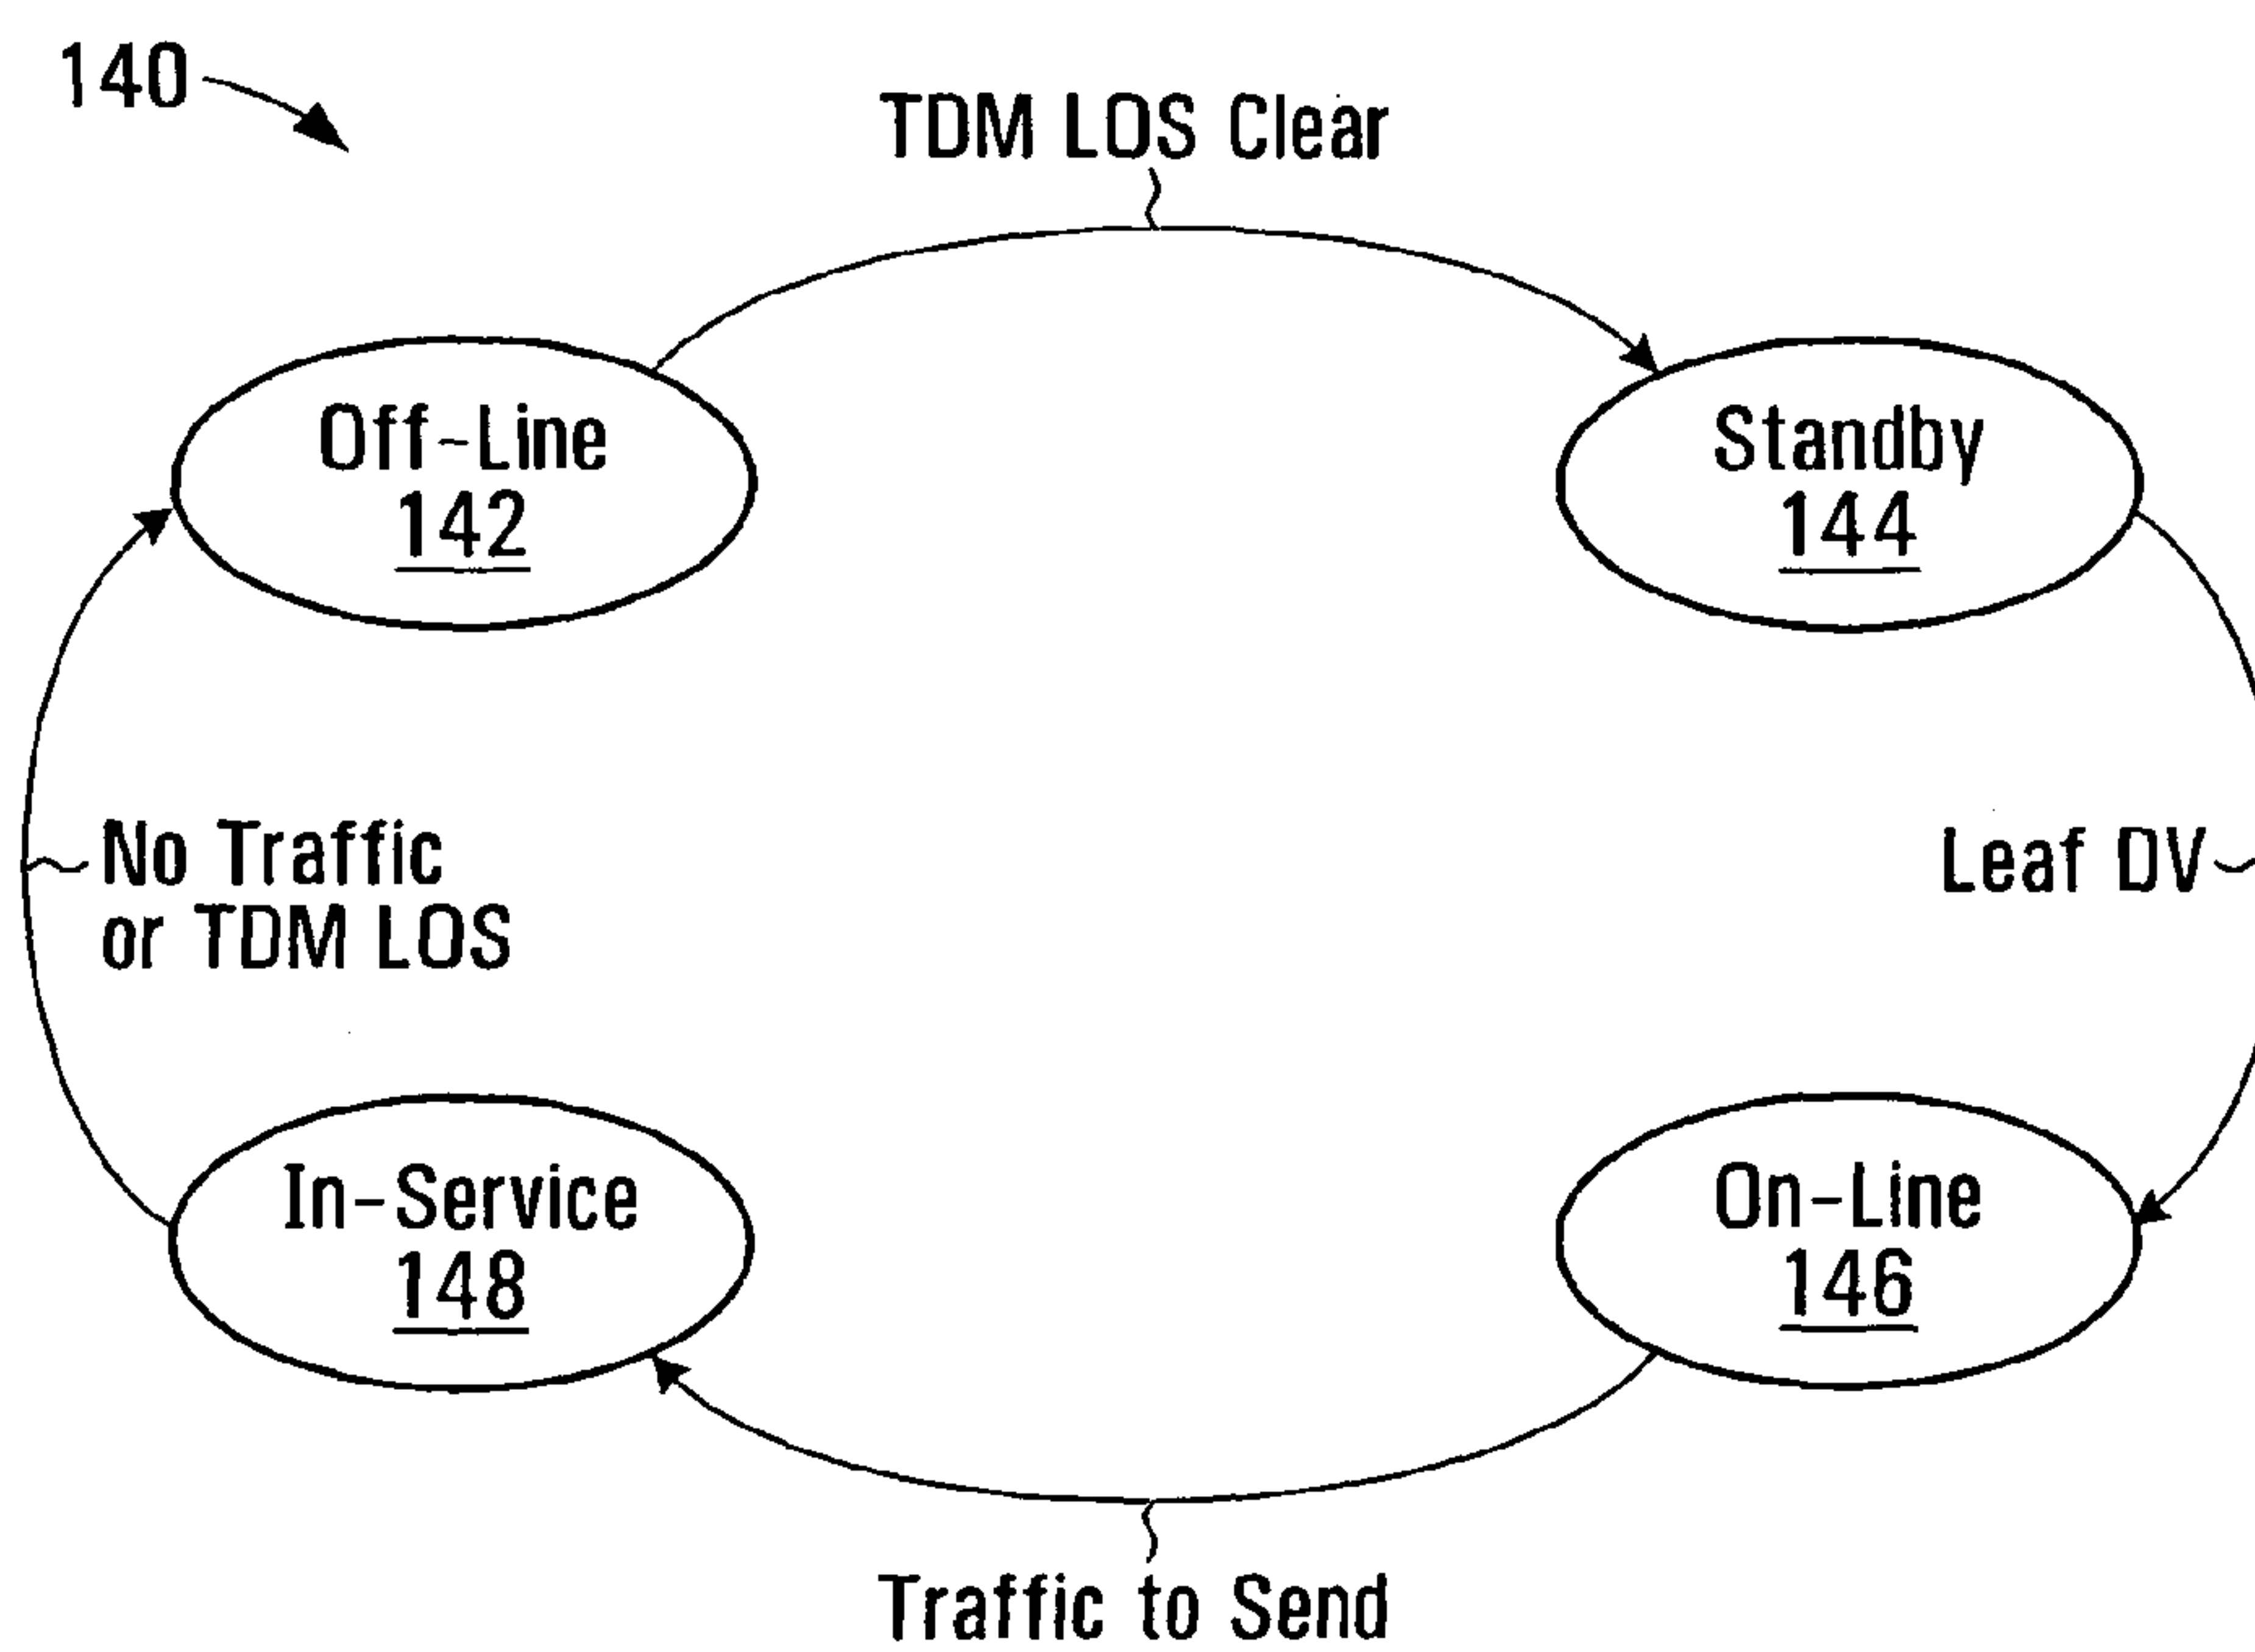 140
TDM LOS Clear
Off-Line
142
Standby
144
No Traffic
or TDM LOS
Leaf DV
In-Service
148
On-Line
146
Traffic to Send